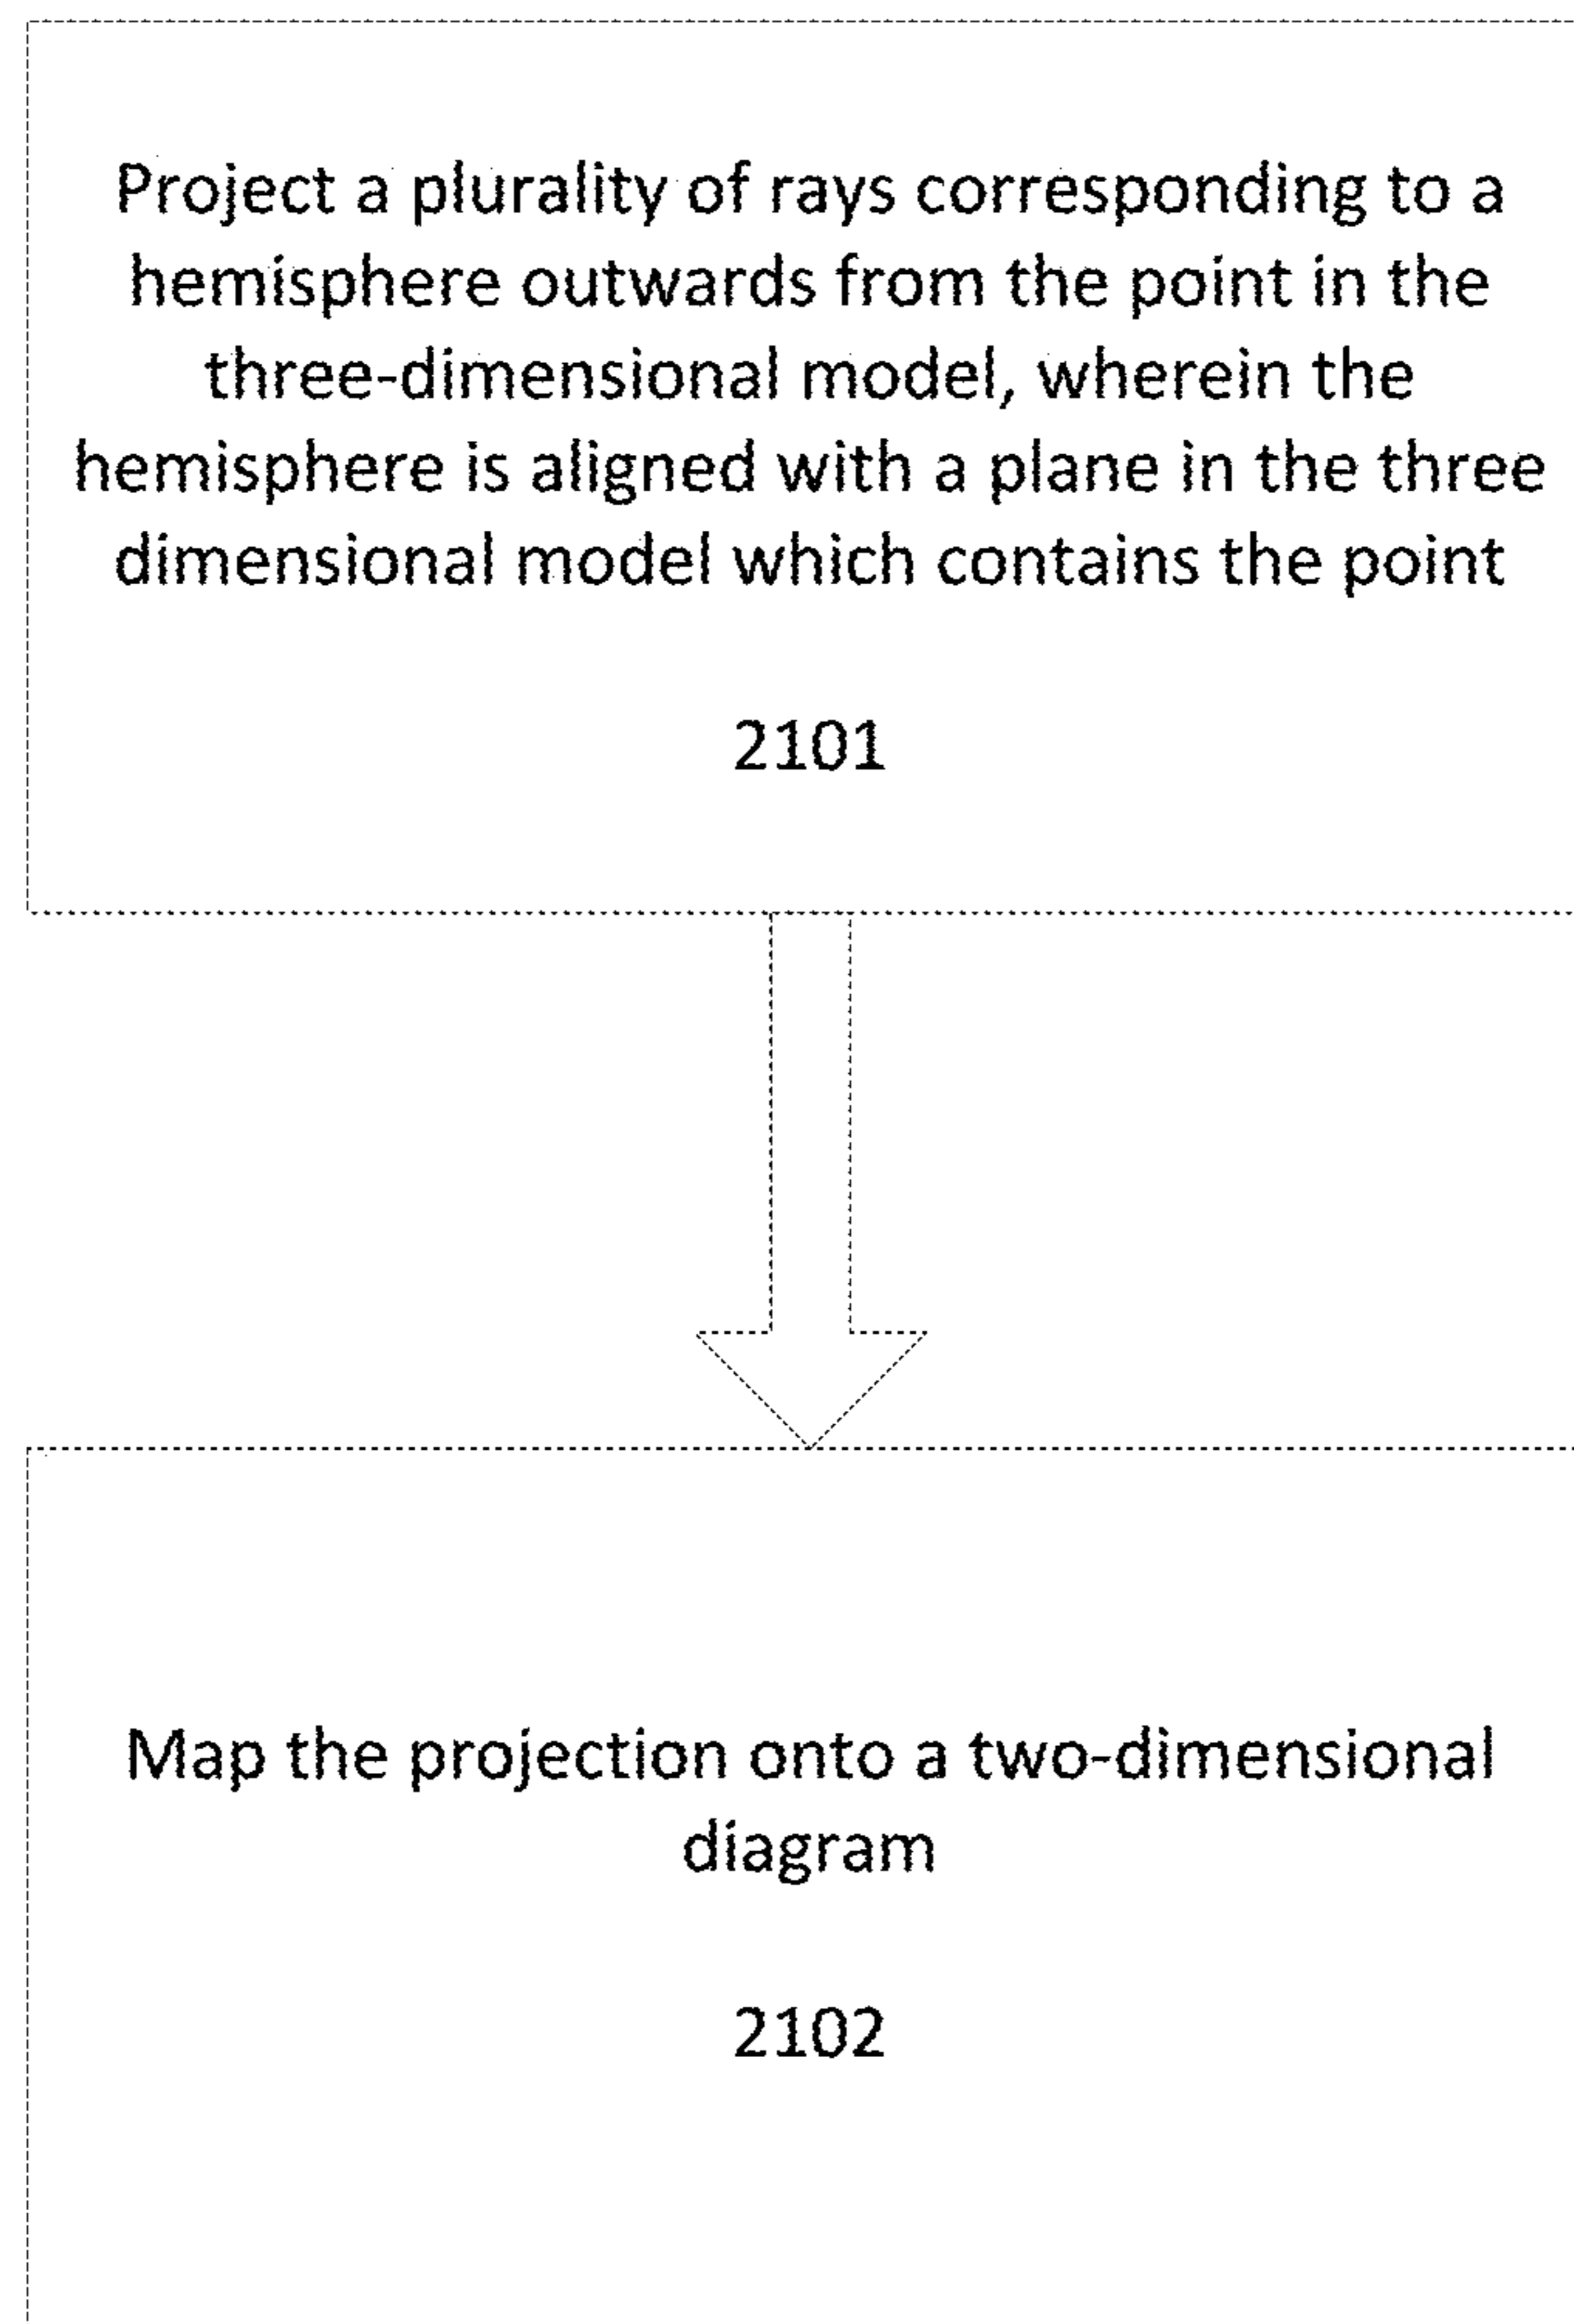 Project a plurality of rays corresponding to a
hemisphere outwards from the point in the
three-dimensional model, wherein the
hemisphere is aligned with a plane in the three
dimensional model which contains the point
2101
Map the projection onto a two-dimensional
diagram
2102